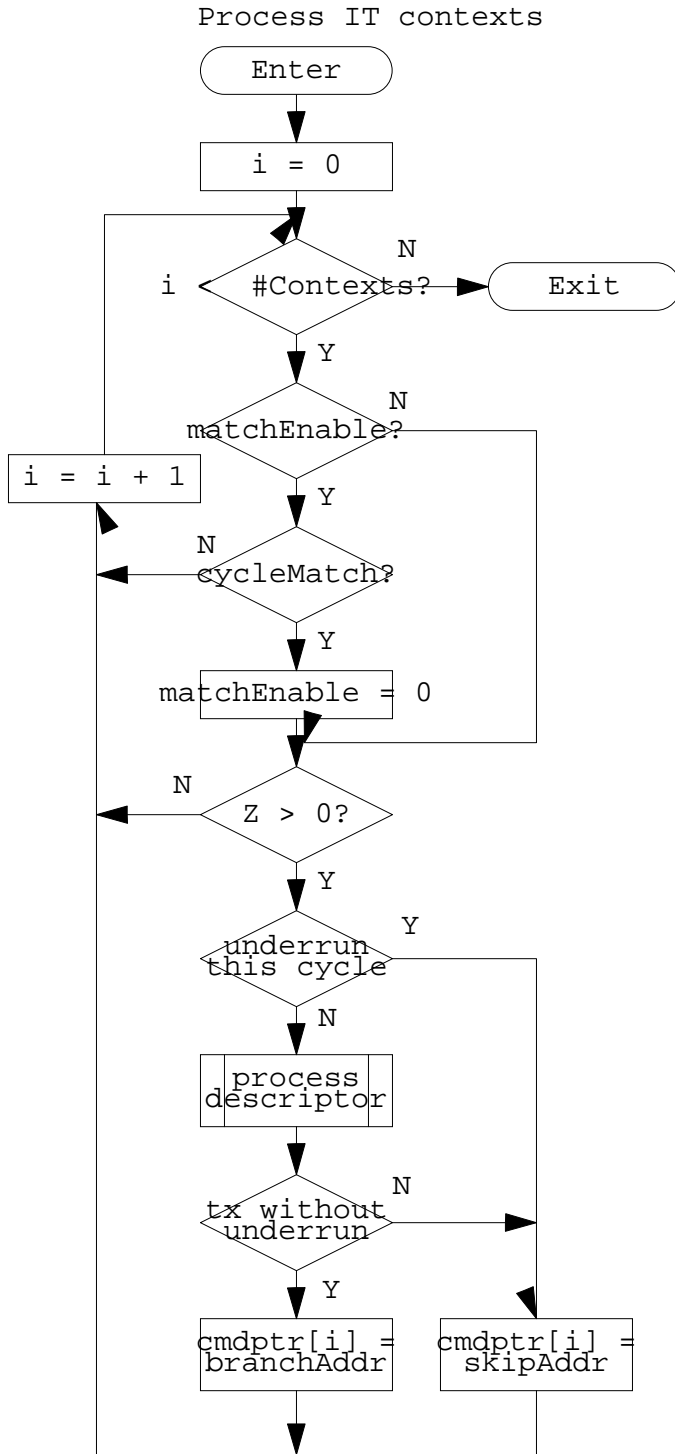 Process IT contexts
Enter
i = 0
N
i < #Contexts?
Exit
Y
N
matchEnable?
i = i + 1
Y
N
cycleMatch?
Y
matchEnable = 0
N
Z > 0?
Y
Y
underrun
this cycle
N
process
descriptor
N
tx without
underrun
Y
cmdptr[i] =
branchAddr
cmdptr[i] =
skipAddr